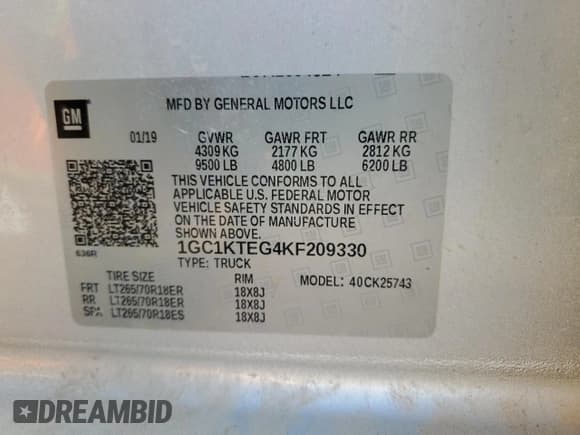 GM
MFD BY GENERAL MOTORS LLC
01/19 GVWR GAWR FRT GAWR RR
4309 KG 2177 KG 2812 KG
9500 LB 4800 LB 6200 LB
THIS VEHICLE CONFORMS TO ALL
APPLICABLE U.S. FEDERAL MOTOR
VEHICLE SAFETY STANDARDS IN EFFECT
ON THE DATE OF MANUFACTURE
SHOWN ABOVE.
636R
1GC1KTEG4KF209330
TYPE: TRUCK
TIRE SIZE RIM MODEL: 40CK25743
FRT LT265/70R18ER 18X8J
RR LT265/70R18ER 18X8J
SPA LT265/70R18ES 18X8J
DREAMBID